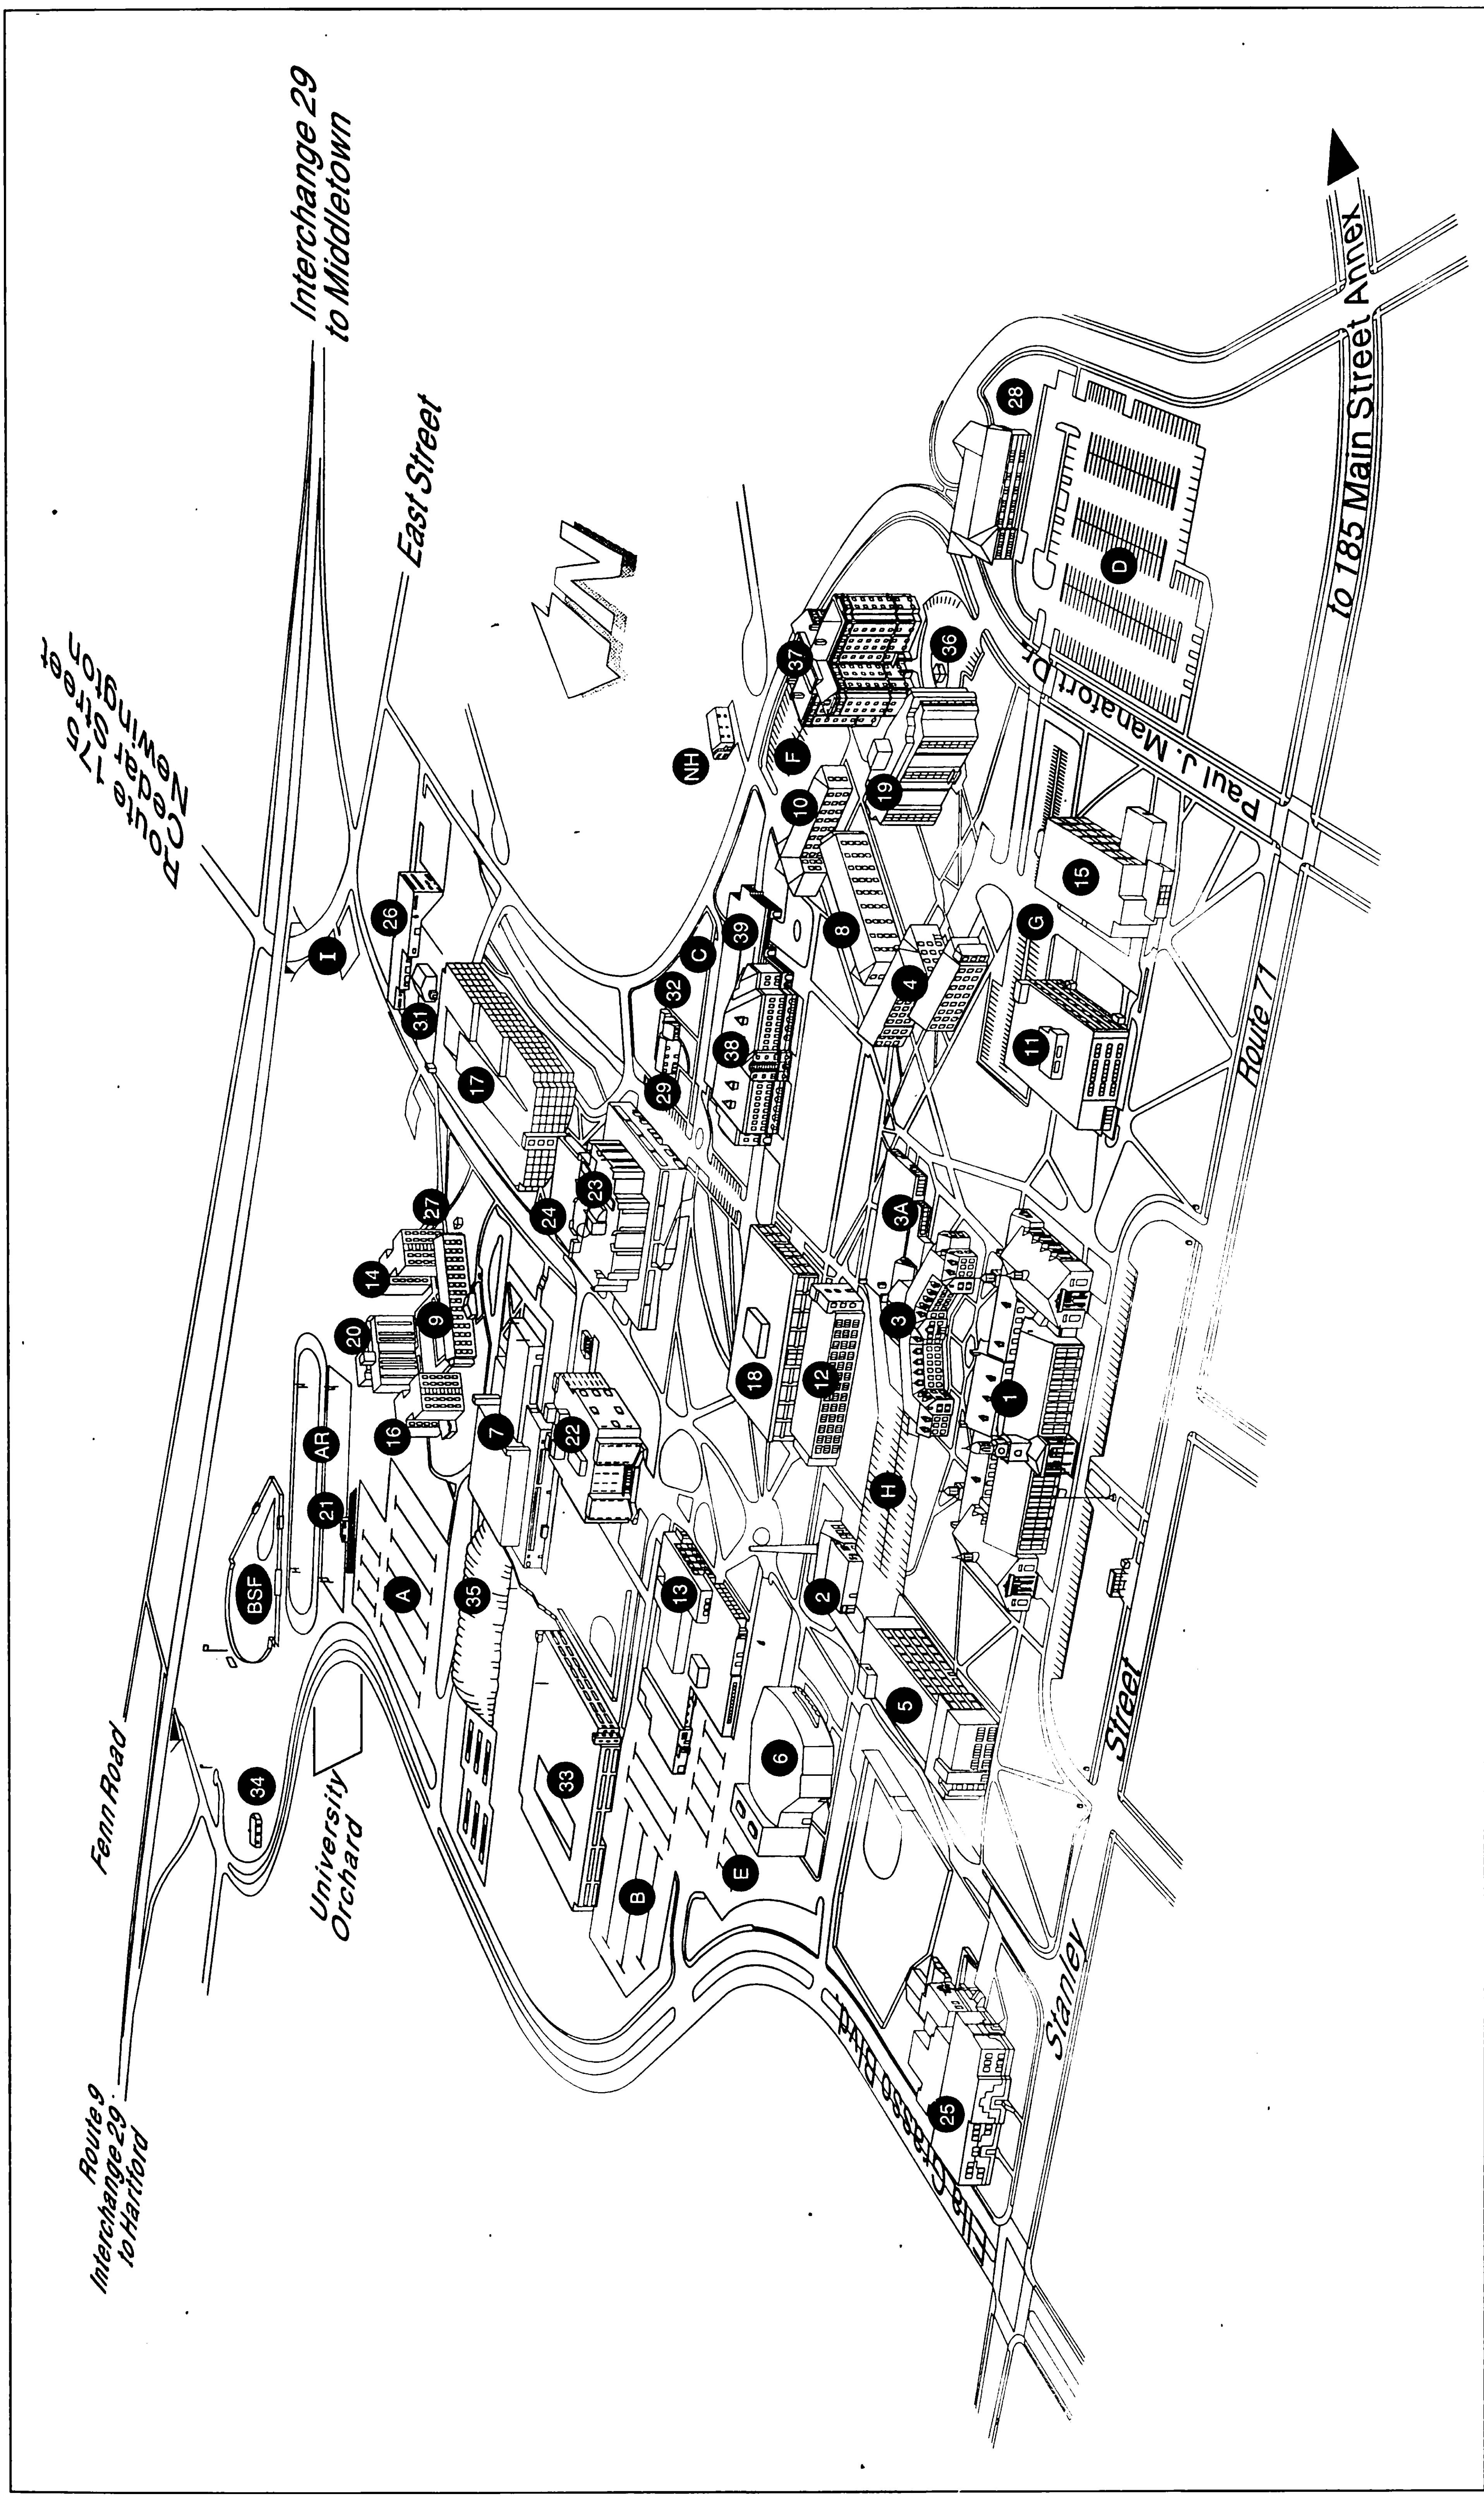 Route 9
Interchange 29
to Hartford
Fenn Road
Interchange 29
to Middletown
Route 175
Cedar Street
Newington
East Street
N
University
Orchard
34
BSF
AR
21
A
20
16
14
9
27
I
26
31
17
35
7
22
24
23
33
B
13
E
6
29
32
C
38
39
NH
F
37
10
19
36
28
D
18
12
8
4
3A
3
H
2
5
1
11
G
15
25
Ella Grasso Blvd
Paul J. Manafort Dr.
Stanley
Street
Route 71
to 185 Main Street Annex